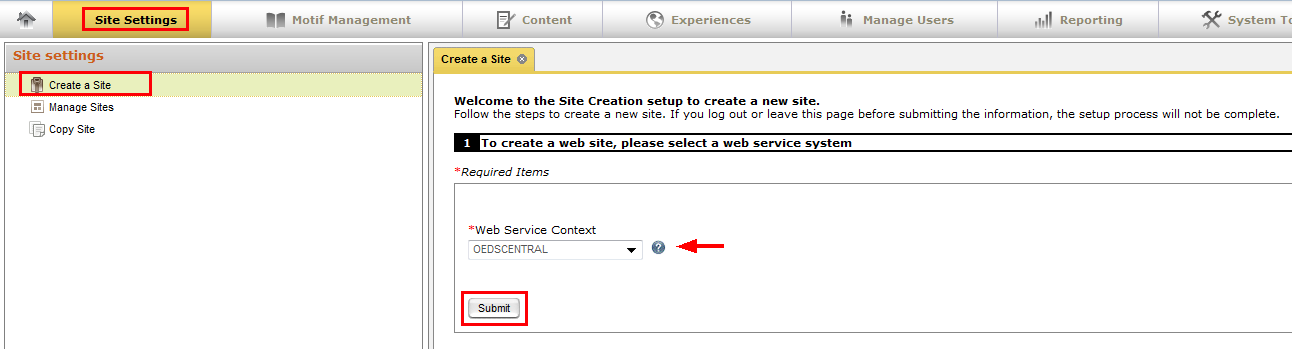 Site Settings
Motif Management
Content
Experiences
Manage Users
Reporting
System To
Site settings
Create a Site
Manage Sites
Copy Site
Create a Site
Welcome to the Site Creation setup to create a new site.
Follow the steps to create a new site. If you log out or leave this page before submitting the information, the setup process will not be complete.
1 To create a web site, please select a web service system
*Required Items
*Web Service Context
OEDSCENTRAL
?
Submit